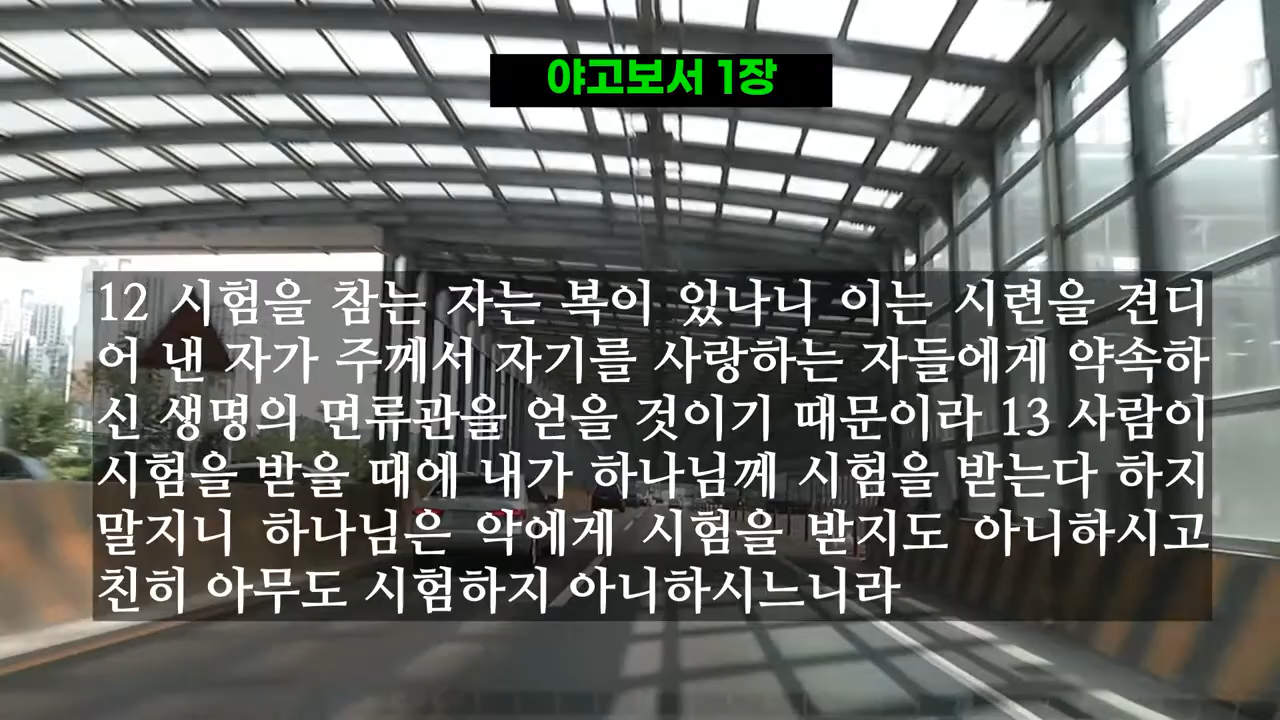 야고보서 1장
12 시험을 참는 자는 복이 있나니 이는 시련을 견디
어 낸 자가 주께서 자기를 사랑하는 자들에게 약속하
신 생명의 면류관을 얻을 것이기 때문이라 13 사람이
시험을 받을 때에 내가 하나님께 시험을 받는다 하지
말지니 하나님은 악에게 시험을 받지도 아니하시고
친히 아무도 시험하지 아니하시느니라